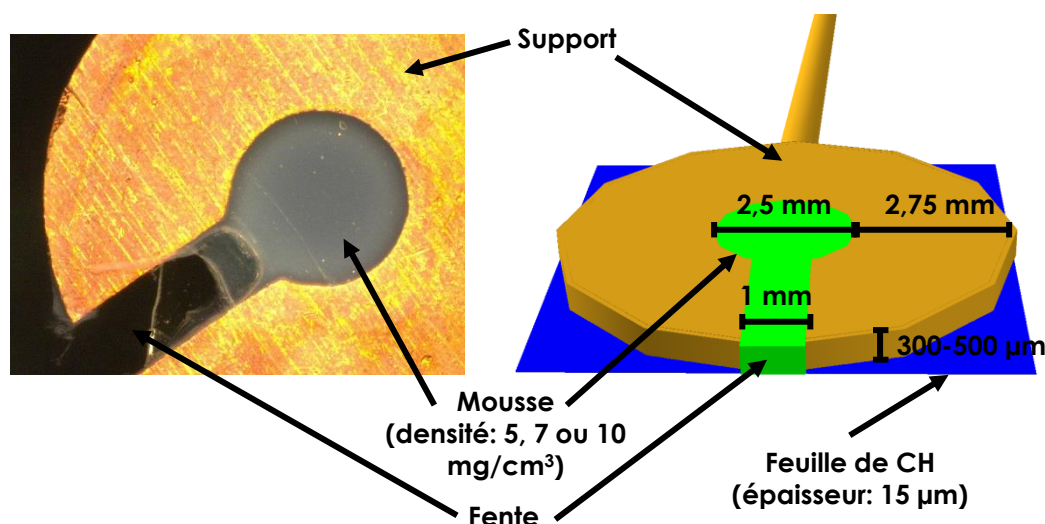 Support
2,5 mm
2,75 mm
1 mm
300-500 µm
Mousse
(densité: 5, 7 ou 10
mg/cm³)
Feuille de CH
(épaisseur: 15 µm)
Fente